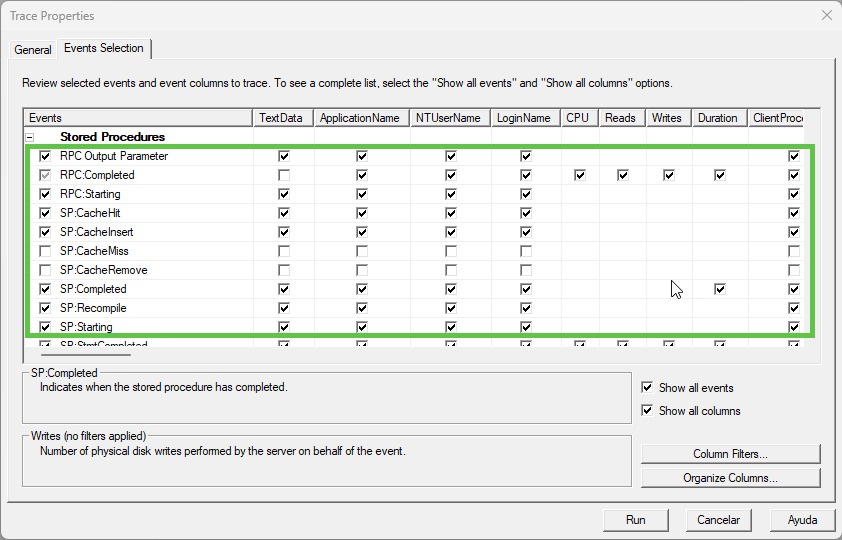 Trace Properties
General Events Selection
Review selected events and event columns to trace. To see a complete list, select the "Show all events" and "Show all columns" options.
Events TextData ApplicationName NTUserName LoginName CPU Reads Writes Duration ClientProce
Stored Procedures
RPC Output Parameter
RPC:Completed
RPC:Starting
SP:CacheHit
SP:CacheInsert
SP:CacheMiss
SP:CacheRemove
SP:Completed
SP:Recompile
SP:Starting
SP:StmtCompleted
SP:Completed
Indicates when the stored procedure has completed.
Show all events
Show all columns
Writes (no filters applied)
Number of physical disk writes performed by the server on behalf of the event.
Column Filters...
Organize Columns...
Run Cancelar Ayuda